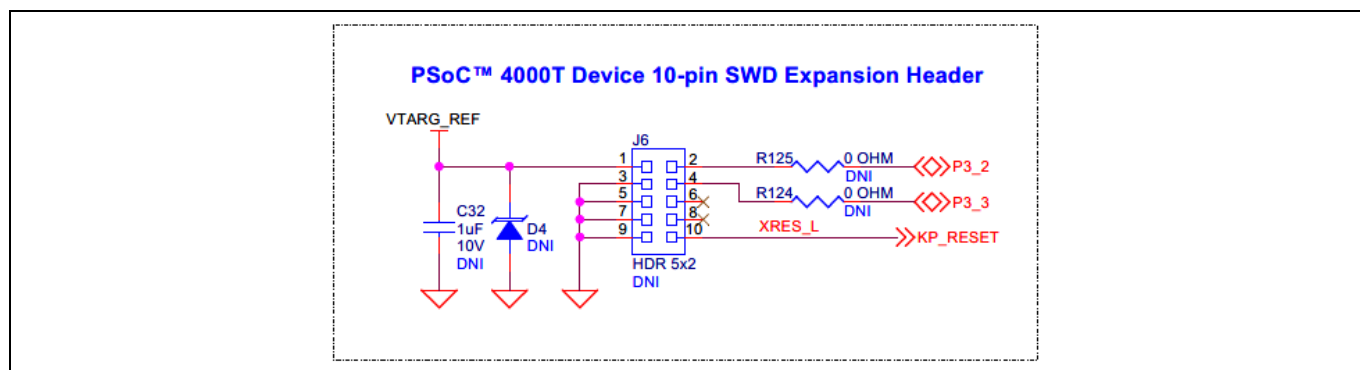 PSoC™ 4000T Device 10-pin SWD Expansion Header
VTARG_REF
J6
1 2 R125 0 OHM P3_2
DNI
3 4 R124 0 OHM P3_3
DNI
5 6
7 8
9 10 XRES_L KP_RESET
C32
1uF
10V
DNI
D4
DNI
HDR 5x2
DNI